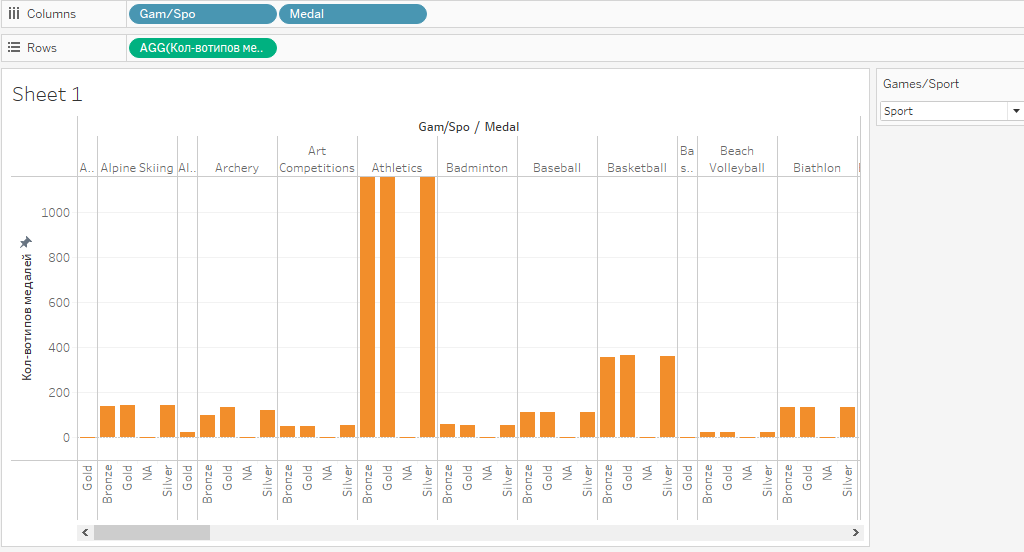 Columns
Gam/Spo
Medal
Rows
AGG(Кол-вотипов ме..
Sheet 1
Games/Sport
Sport
Gam/Spo / Medal
A..
Alpine Skiing
Al..
Archery
Art
Competitions
Athletics
Badminton
Baseball
Basketball
Ba
s..
Beach
Volleyball
Biathlon
Кол-вотипов медалей
1000
800
600
400
200
0
Gold
Bronze
Gold
NA
Silver
Gold
Bronze
Gold
NA
Silver
Bronze
Gold
NA
Silver
Bronze
Gold
NA
Silver
Bronze
Gold
NA
Silver
Bronze
Gold
NA
Silver
Bronze
Gold
NA
Silver
Gold
Bronze
Gold
NA
Silver
Bronze
Gold
NA
Silver